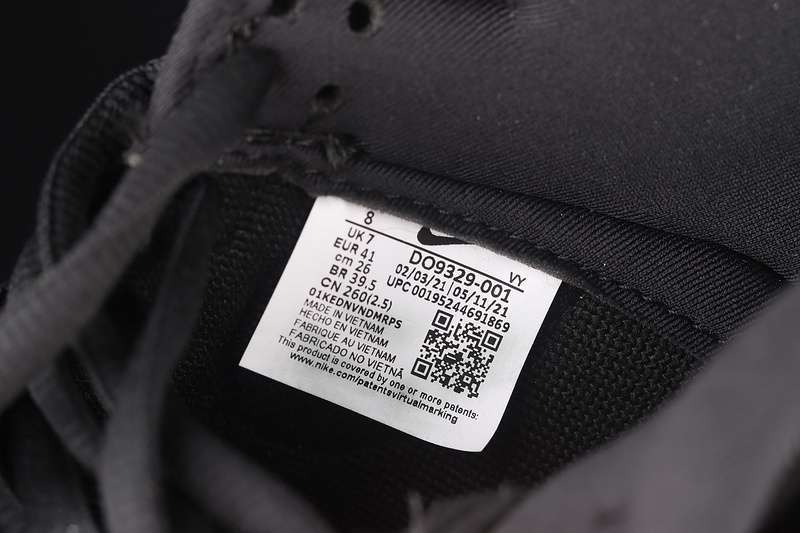 8
UK 7
EUR 41
cm 26
BR 39.5
CN 260(2.5)
01KEDNVNDMRP5
MADE IN VIETNAM
HECHO EN VIETNAM
FABRIQUE AU VIETNAM
FABRICADO NO VIETNÃ
VY
DO9329-001
02/03/21 05/11/21
UPC 00195244691869
This product is covered by one or more patents:
www.nike.com/patentsvirtualmarking